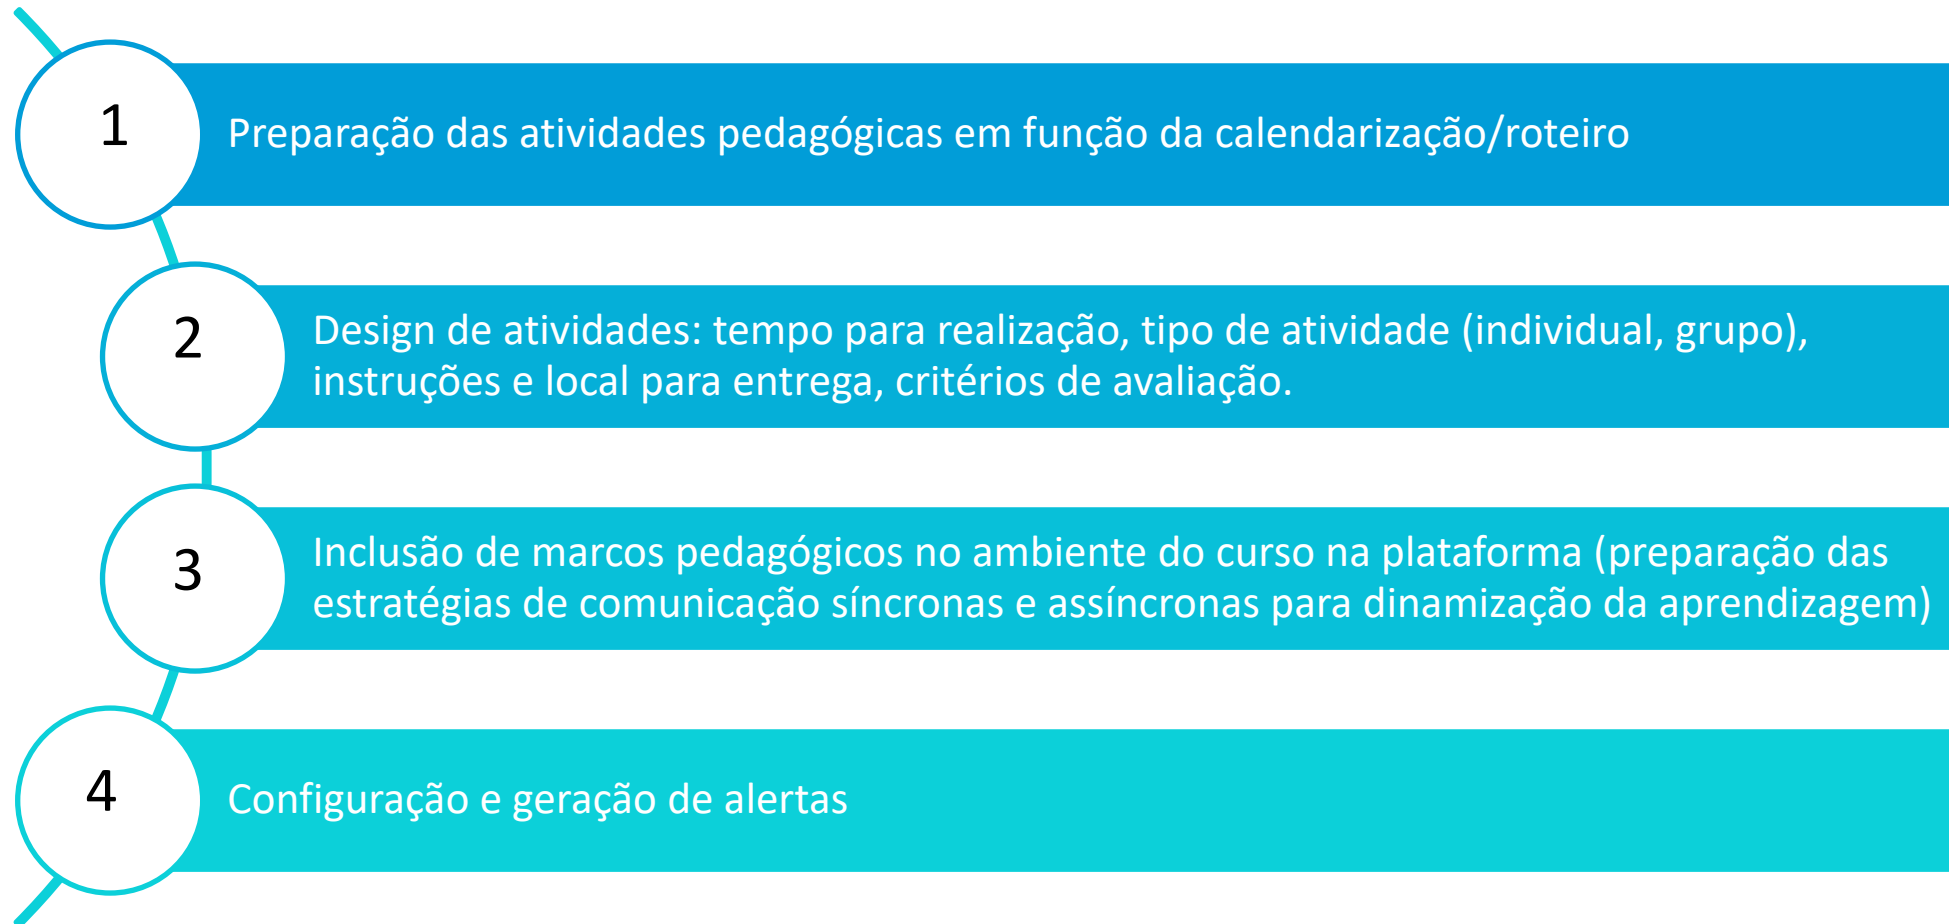 1
Preparação das atividades pedagógicas em função da calendarização/roteiro
2
Design de atividades: tempo para realização, tipo de atividade (individual, grupo),
instruções e local para entrega, critérios de avaliação.
3
Inclusão de marcos pedagógicos no ambiente do curso na plataforma (preparação das
estratégias de comunicação síncronas e assíncronas para dinamização da aprendizagem)
4
Configuração e geração de alertas